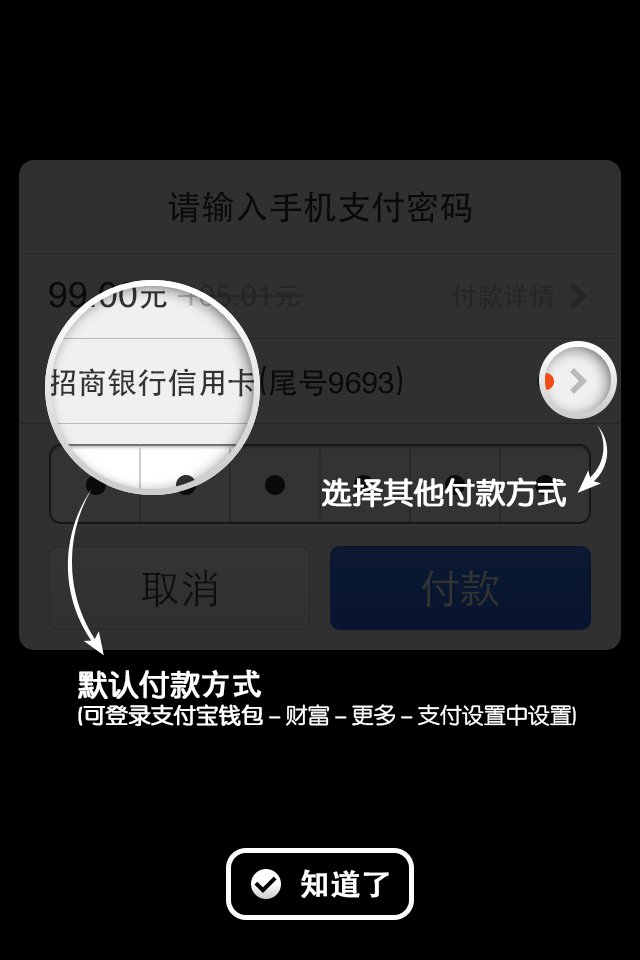 请输入手机支付密码
99.00元 105.01元 付款详情
招商银行信用卡(尾号9693)
选择其他付款方式
取消 付款
默认付款方式
(可登录支付宝钱包 – 财富 – 更多 – 支付设置中设置)
知道了